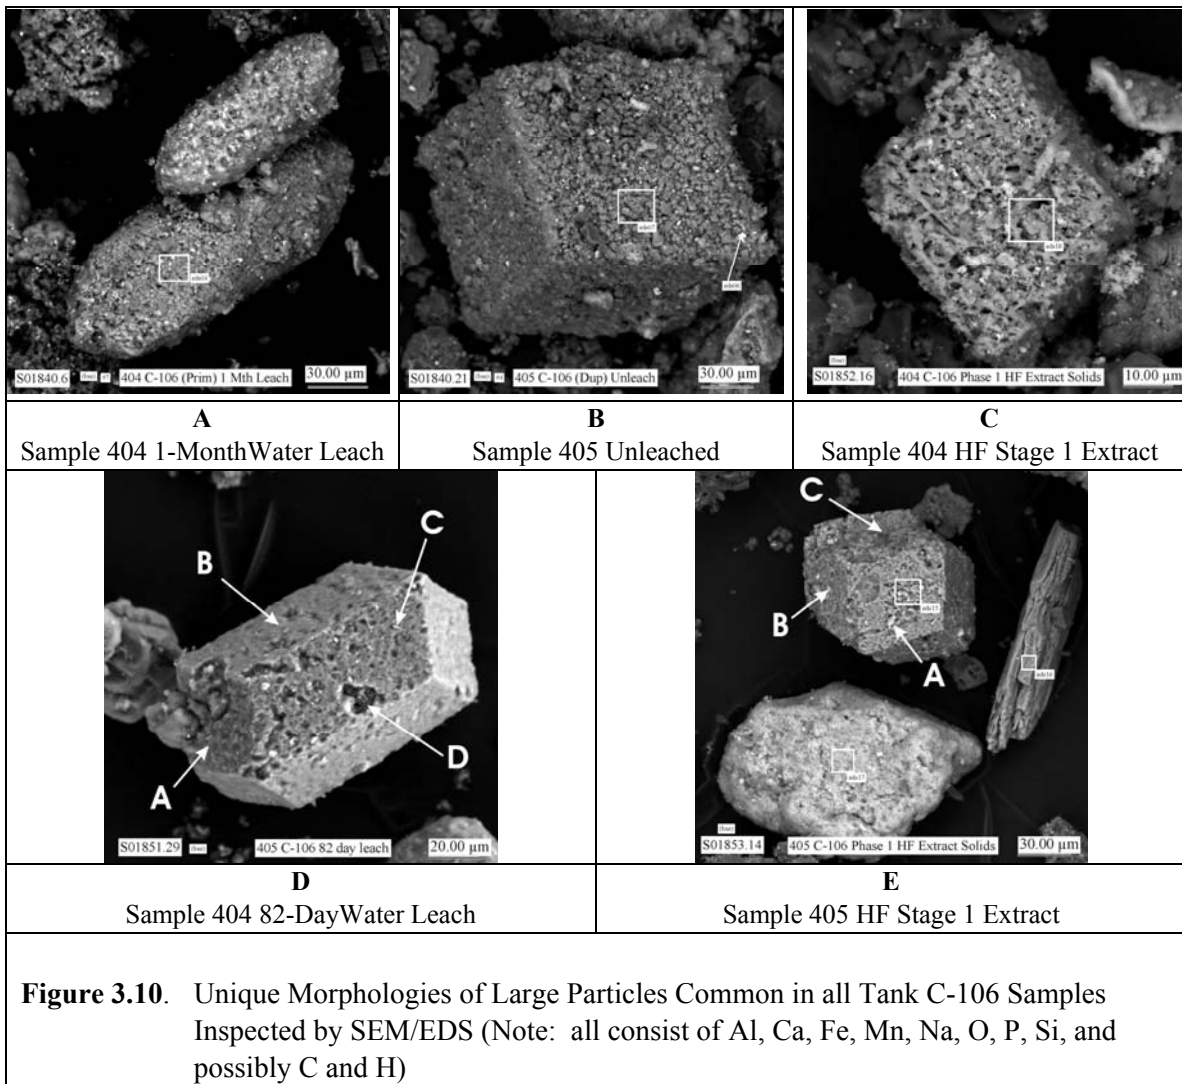 S01840.6
404 C-106 (Prim) 1 Mth Leach
30.00 µm
S01840.21
405 C-106 (Dup) Unleach
30.00 µm
S01852.16
404 C-106 Phase 1 HF Extract Solids
10.00 µm
A
Sample 404 1-MonthWater Leach
B
Sample 405 Unleached
C
Sample 404 HF Stage 1 Extract
A
B
C
D
S01851.29
405 C-106 82 day leach
20.00 µm
A
B
C
S01853.14
405 C-106 Phase 1 HF Extract Solids
30.00 µm
D
Sample 404 82-DayWater Leach
E
Sample 405 HF Stage 1 Extract
Figure 3.10. Unique Morphologies of Large Particles Common in all Tank C-106 Samples
Inspected by SEM/EDS (Note: all consist of Al, Ca, Fe, Mn, Na, O, P, Si, and
possibly C and H)